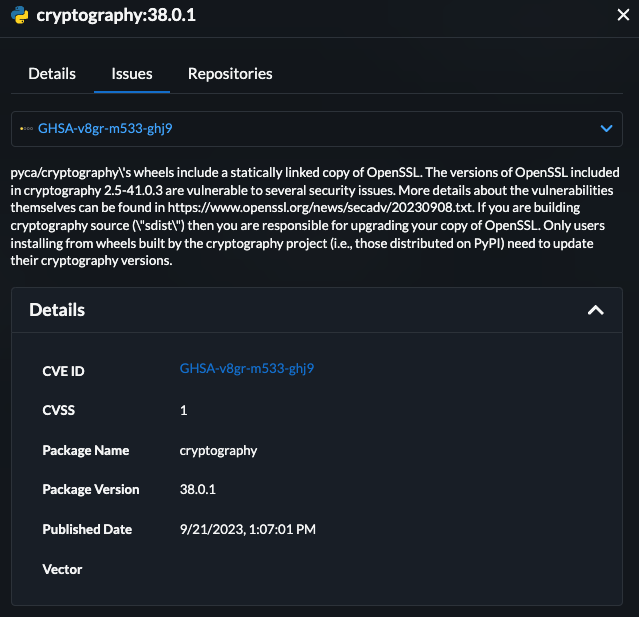 cryptography:38.0.1
Details
Issues
Repositories
GHSA-v8gr-m533-ghj9
pyca/cryptography\'s wheels include a statically linked copy of OpenSSL. The versions of OpenSSL included
in cryptography 2.5-41.0.3 are vulnerable to several security issues. More details about the vulnerabilities
themselves can be found in https://www.openssl.org/news/secadv/20230908.txt. If you are building
cryptography source (\"sdist\") then you are responsible for upgrading your copy of OpenSSL. Only users
installing from wheels built by the cryptography project (i.e., those distributed on PyPI) need to update
their cryptography versions.
Details
CVE ID
GHSA-v8gr-m533-ghj9
CVSS
1
Package Name
cryptography
Package Version
38.0.1
Published Date
9/21/2023, 1:07:01 PM
Vector